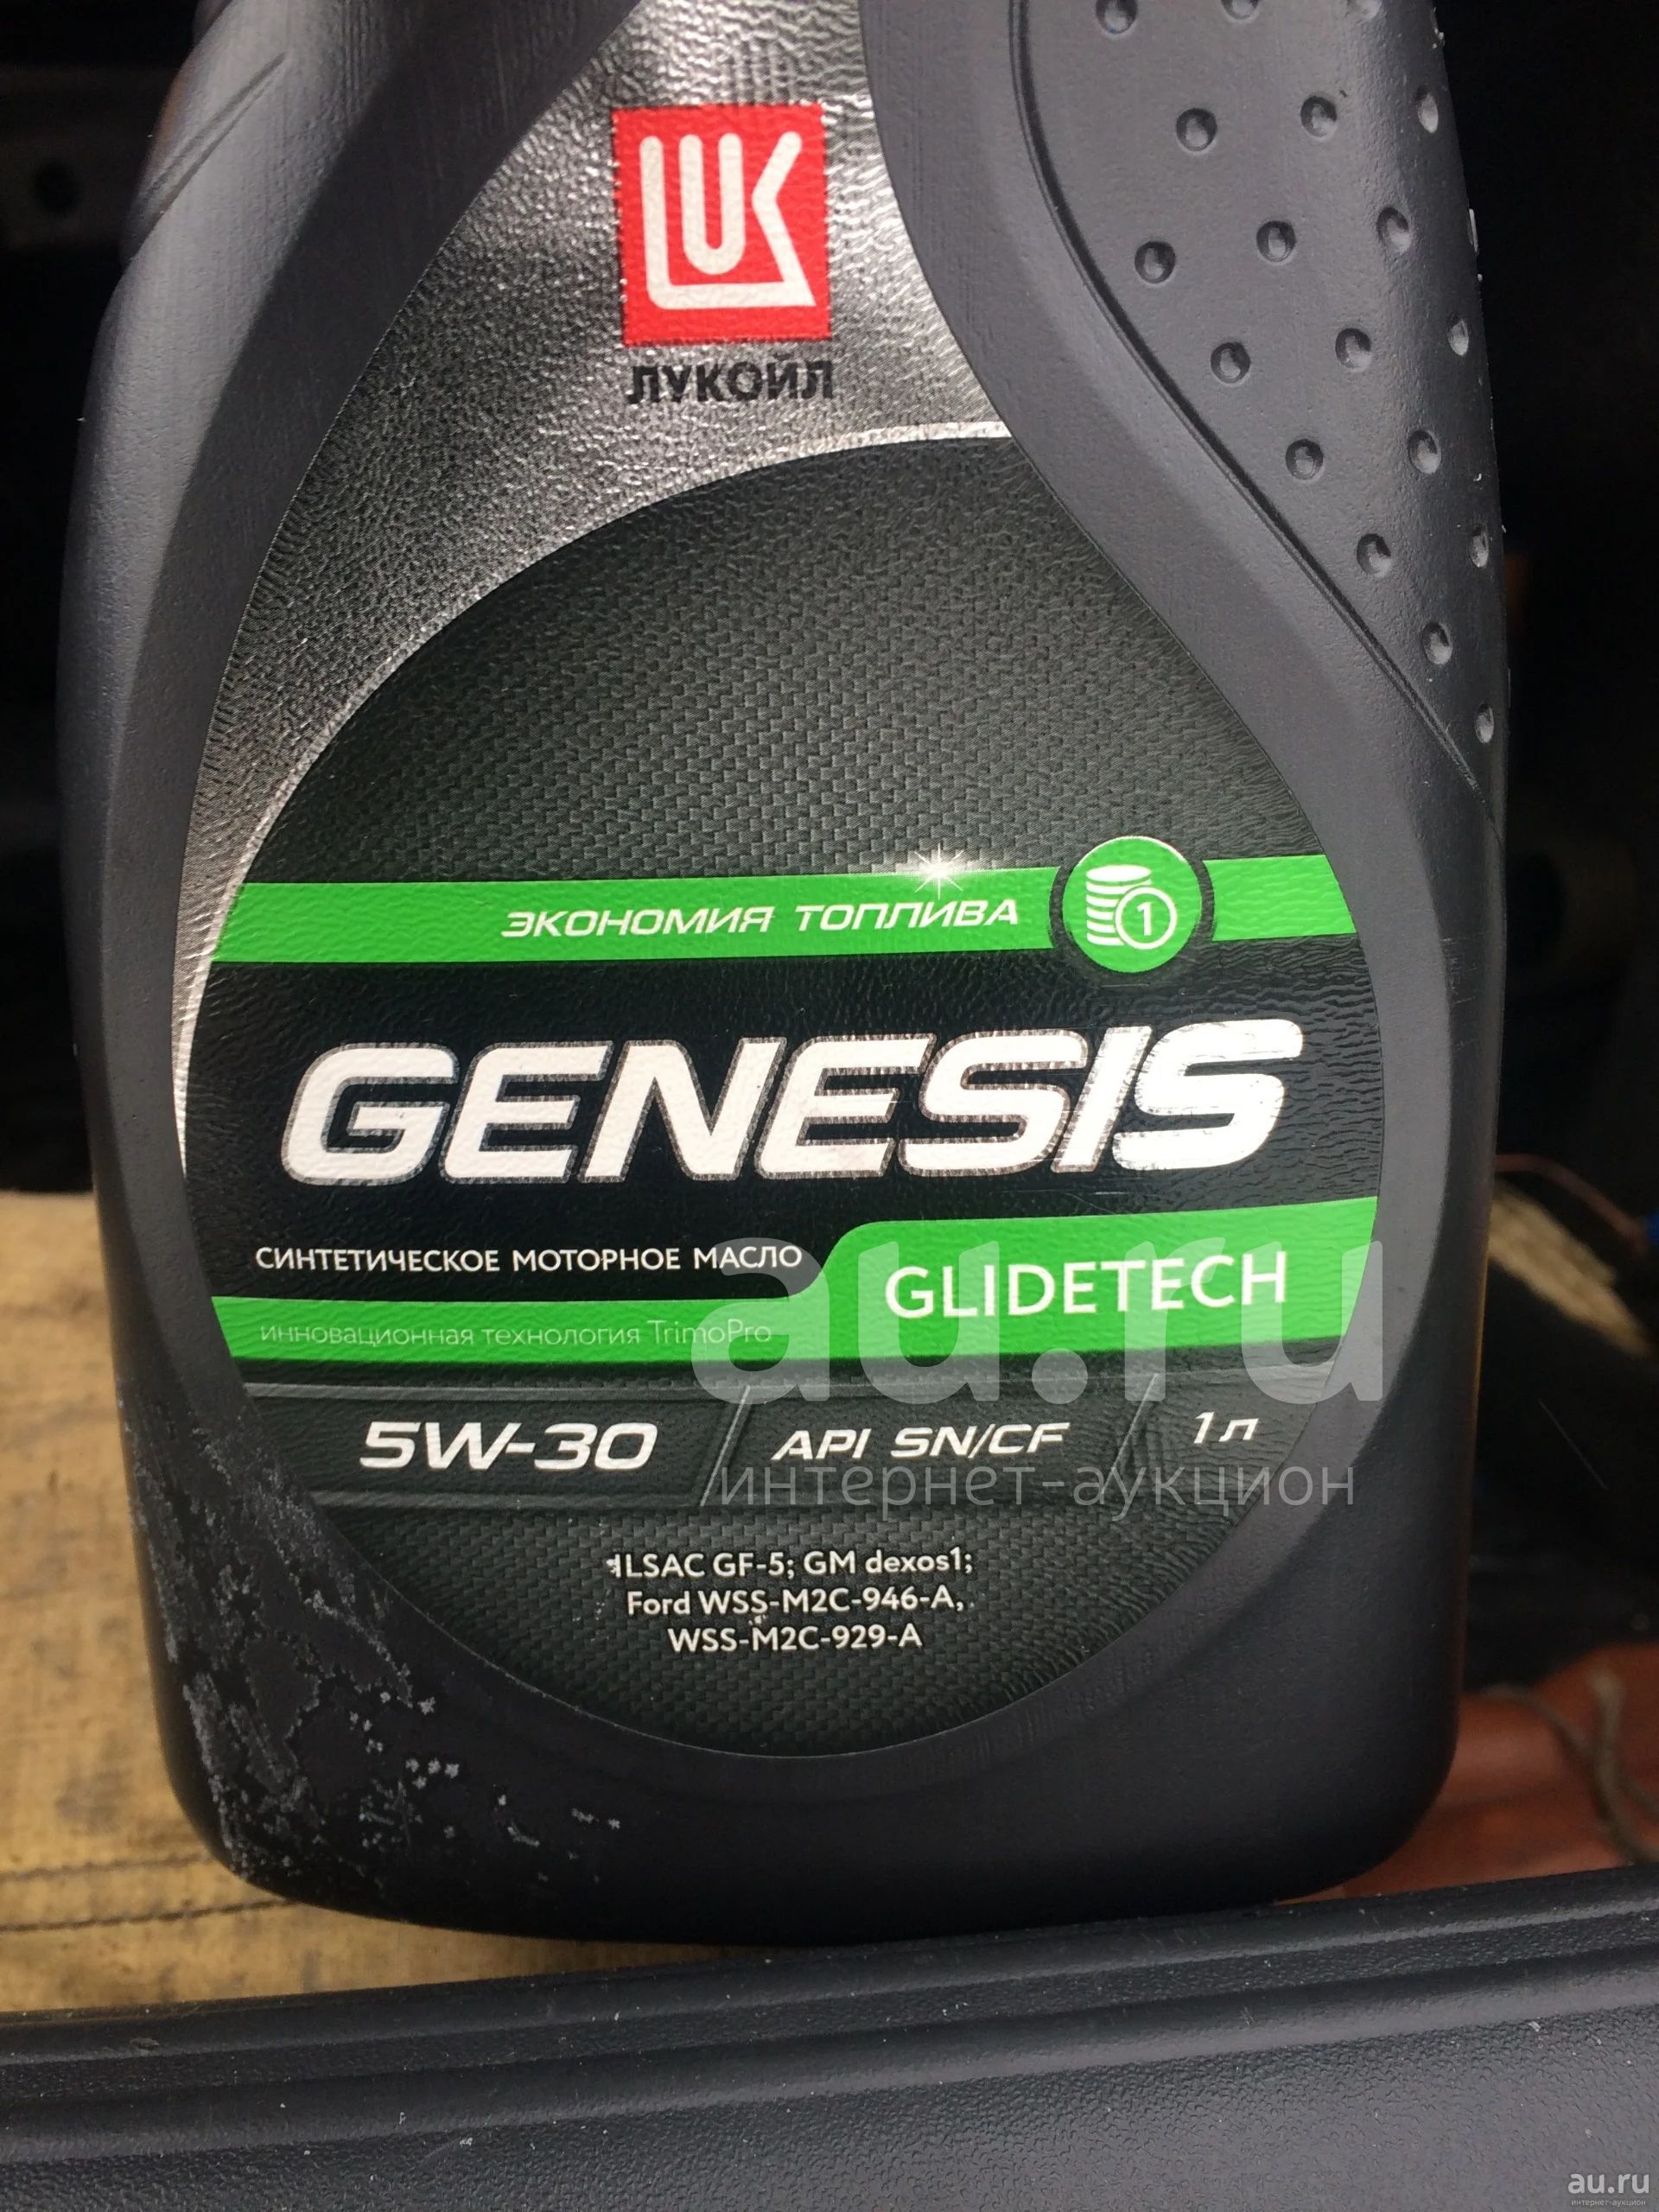 LUK
ЛУКОЙЛ
ЭКОНОМИЯ ТОПЛИВА
1
GENESIS
СИНТЕТИЧЕСКОЕ МОТОРНОЕ МАСЛО
GLIDETECH
инновационная технология TrimoPro
au.ru
5W-30
API SN/CF
1 л
интернет-аукцион
ILSAC GF-5; GM dexos1;
Ford WSS-M2C-946-A,
WSS-M2C-929-A
au.ru
интернет-аукцион